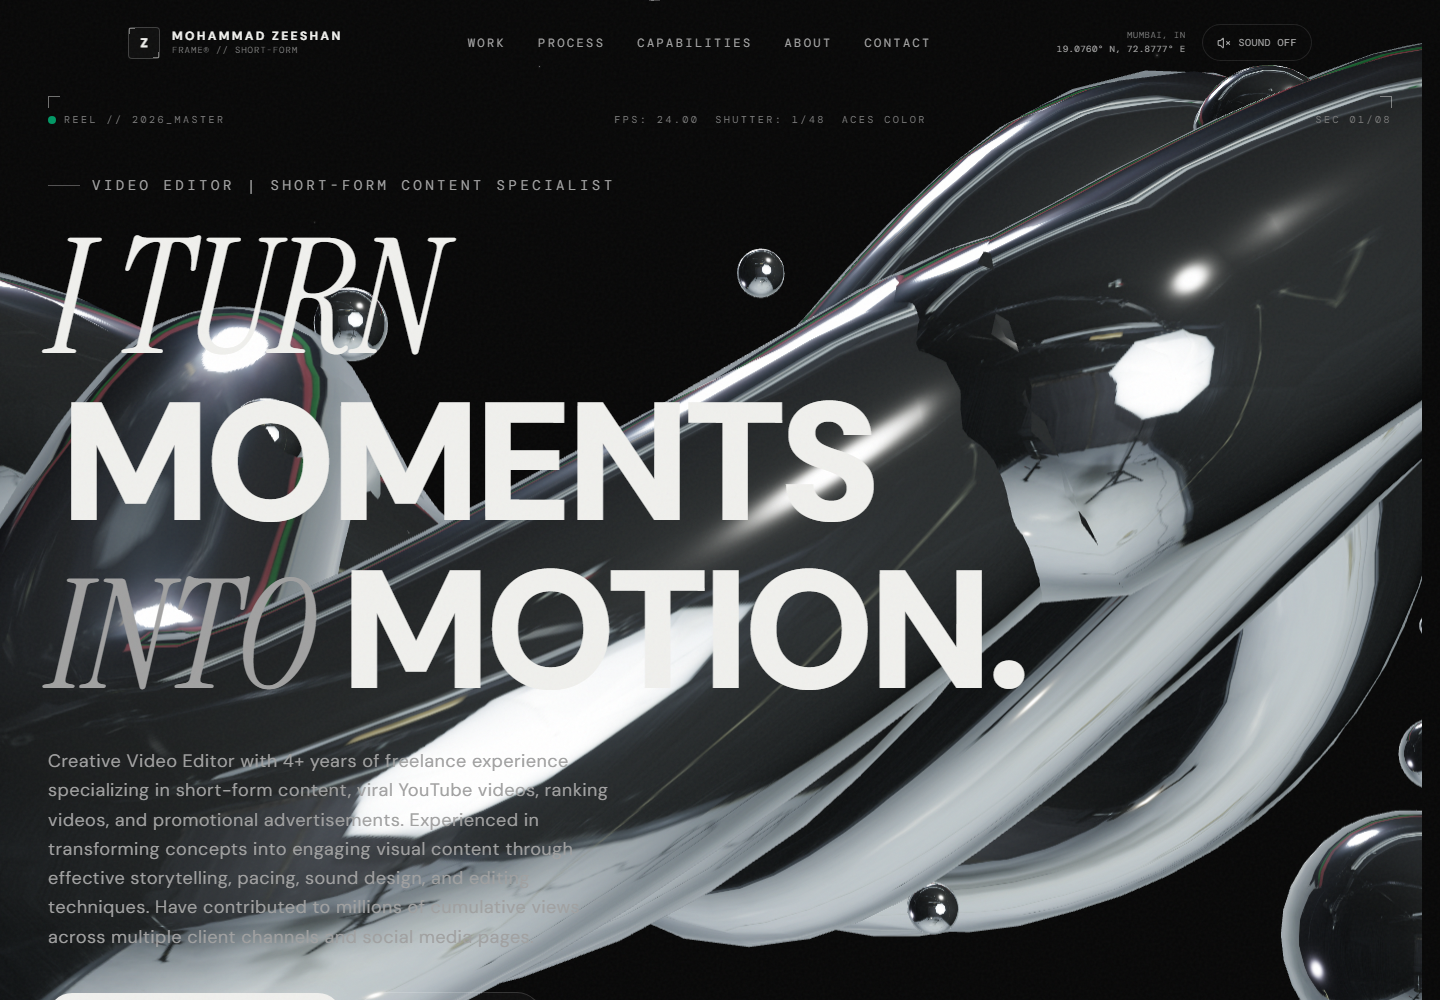 Z
MOHAMMAD ZEESHAN
FRAME® // SHORT-FORM
WORK PROCESS CAPABILITIES ABOUT CONTACT
MUMBAI, IN
19.0760° N, 72.8777° E
SOUND OFF
REEL // 2026_MASTER
FPS: 24.00 SHUTTER: 1/48 ACES COLOR
SEC 01/08
VIDEO EDITOR | SHORT-FORM CONTENT SPECIALIST
I TURN
MOMENTS
INTO MOTION.
Creative Video Editor with 4+ years of freelance experience
specializing in short-form content, viral YouTube videos, ranking
videos, and promotional advertisements. Experienced in
transforming concepts into engaging visual content through
effective storytelling, pacing, sound design, and editing
techniques. Have contributed to millions of cumulative views
across multiple client channels and social media pages.